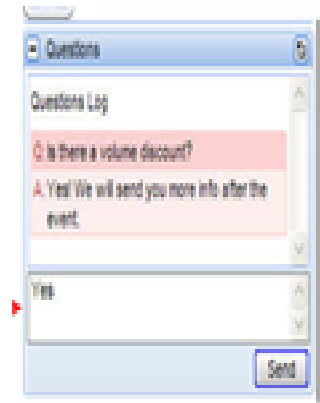 Questions
Questions Log
Q: Is there a volume discount?
A: Yes! We will send you more info after the
event.
Yes
Send